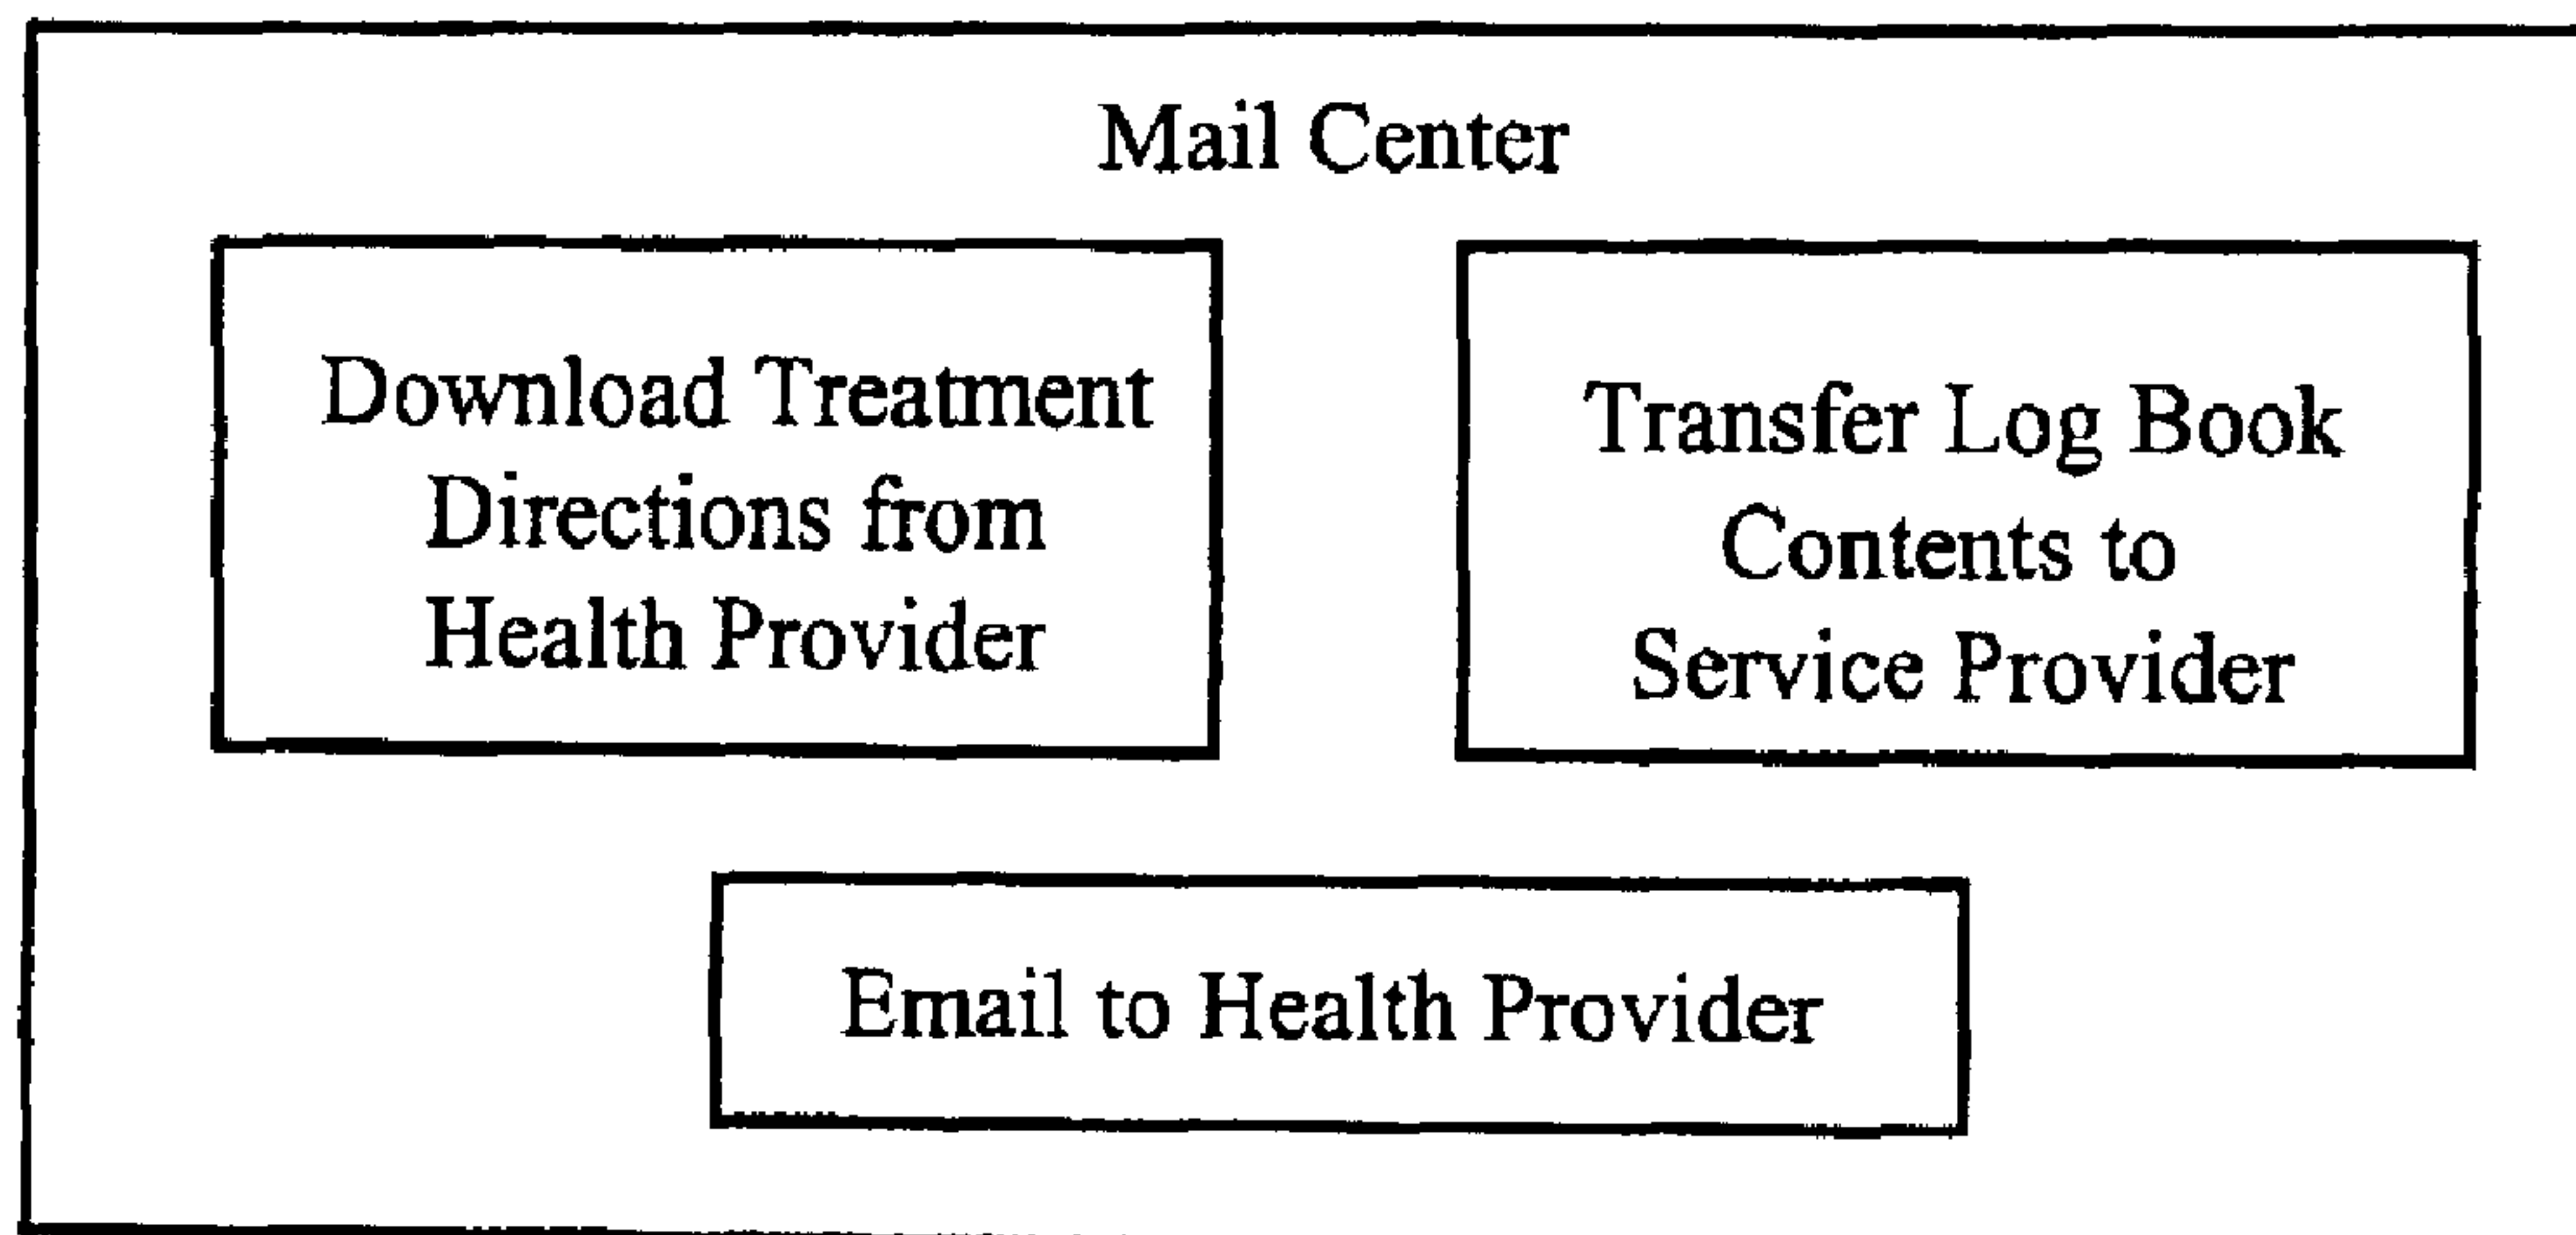 Mail Center
Download Treatment
Directions from
Health Provider
Transfer Log Book
Contents to
Service Provider
Email to Health Provider